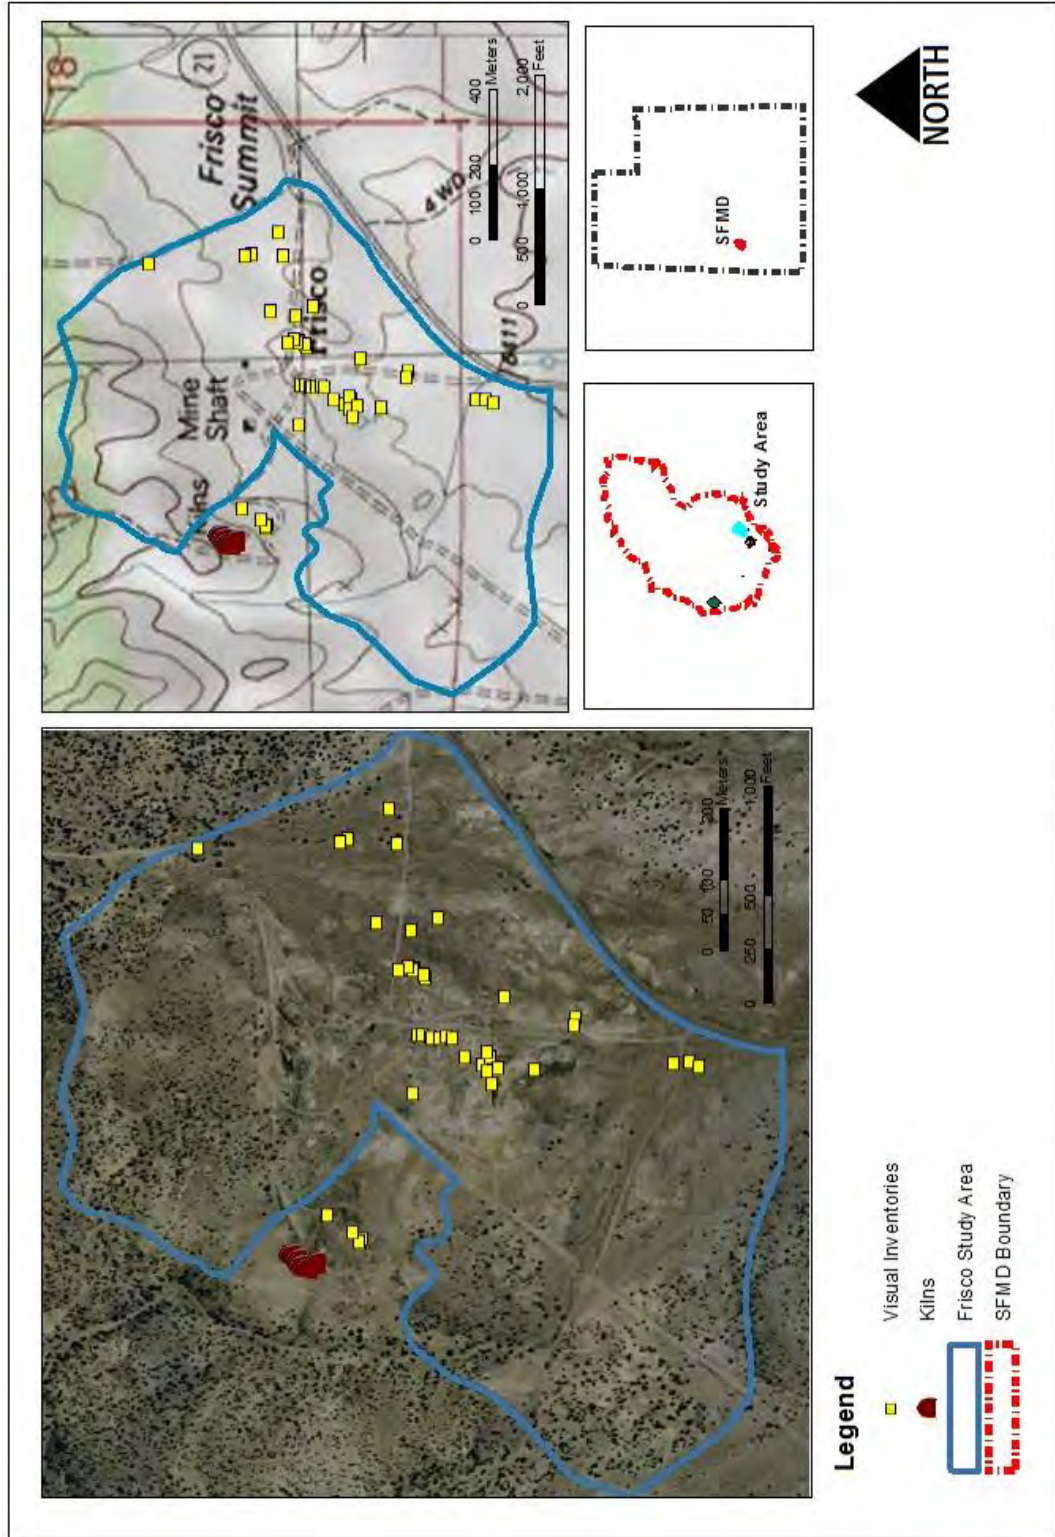 18
21
Frisco
Summit
Mine
Shaft
Kilns
Frisco
4 WD
6411
0 100 200 400
Meters
0 500 1,000 2,000
Feet
0 50 100 200
Meters
0 250 500 1,000
Feet
SFMD
Study Area
NORTH
Legend
Visual Inventories
Kilns
Frisco Study Area
SFMD Boundary